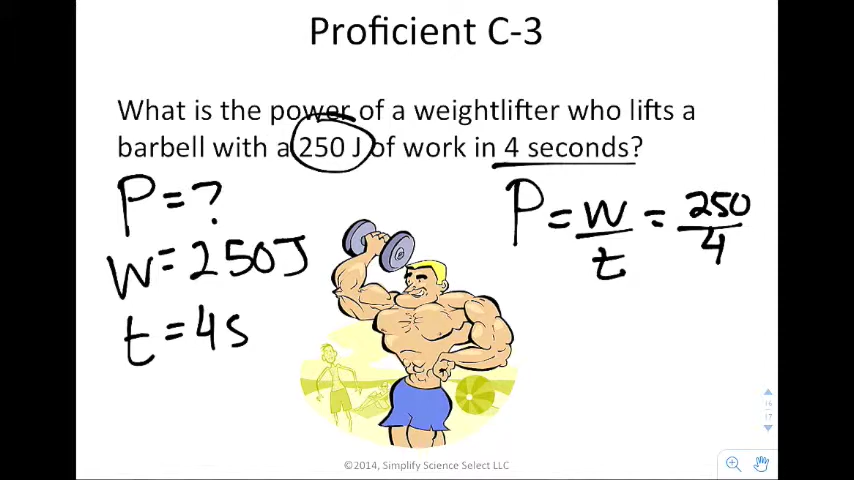 Proficient C-3
What is the power of a weightlifter who lifts a
barbell with a 250 J of work in 4 seconds?
P = ?
W = 250J
t = 4s
P = W/t = 250/4
©2014, Simplify Science Select LLC